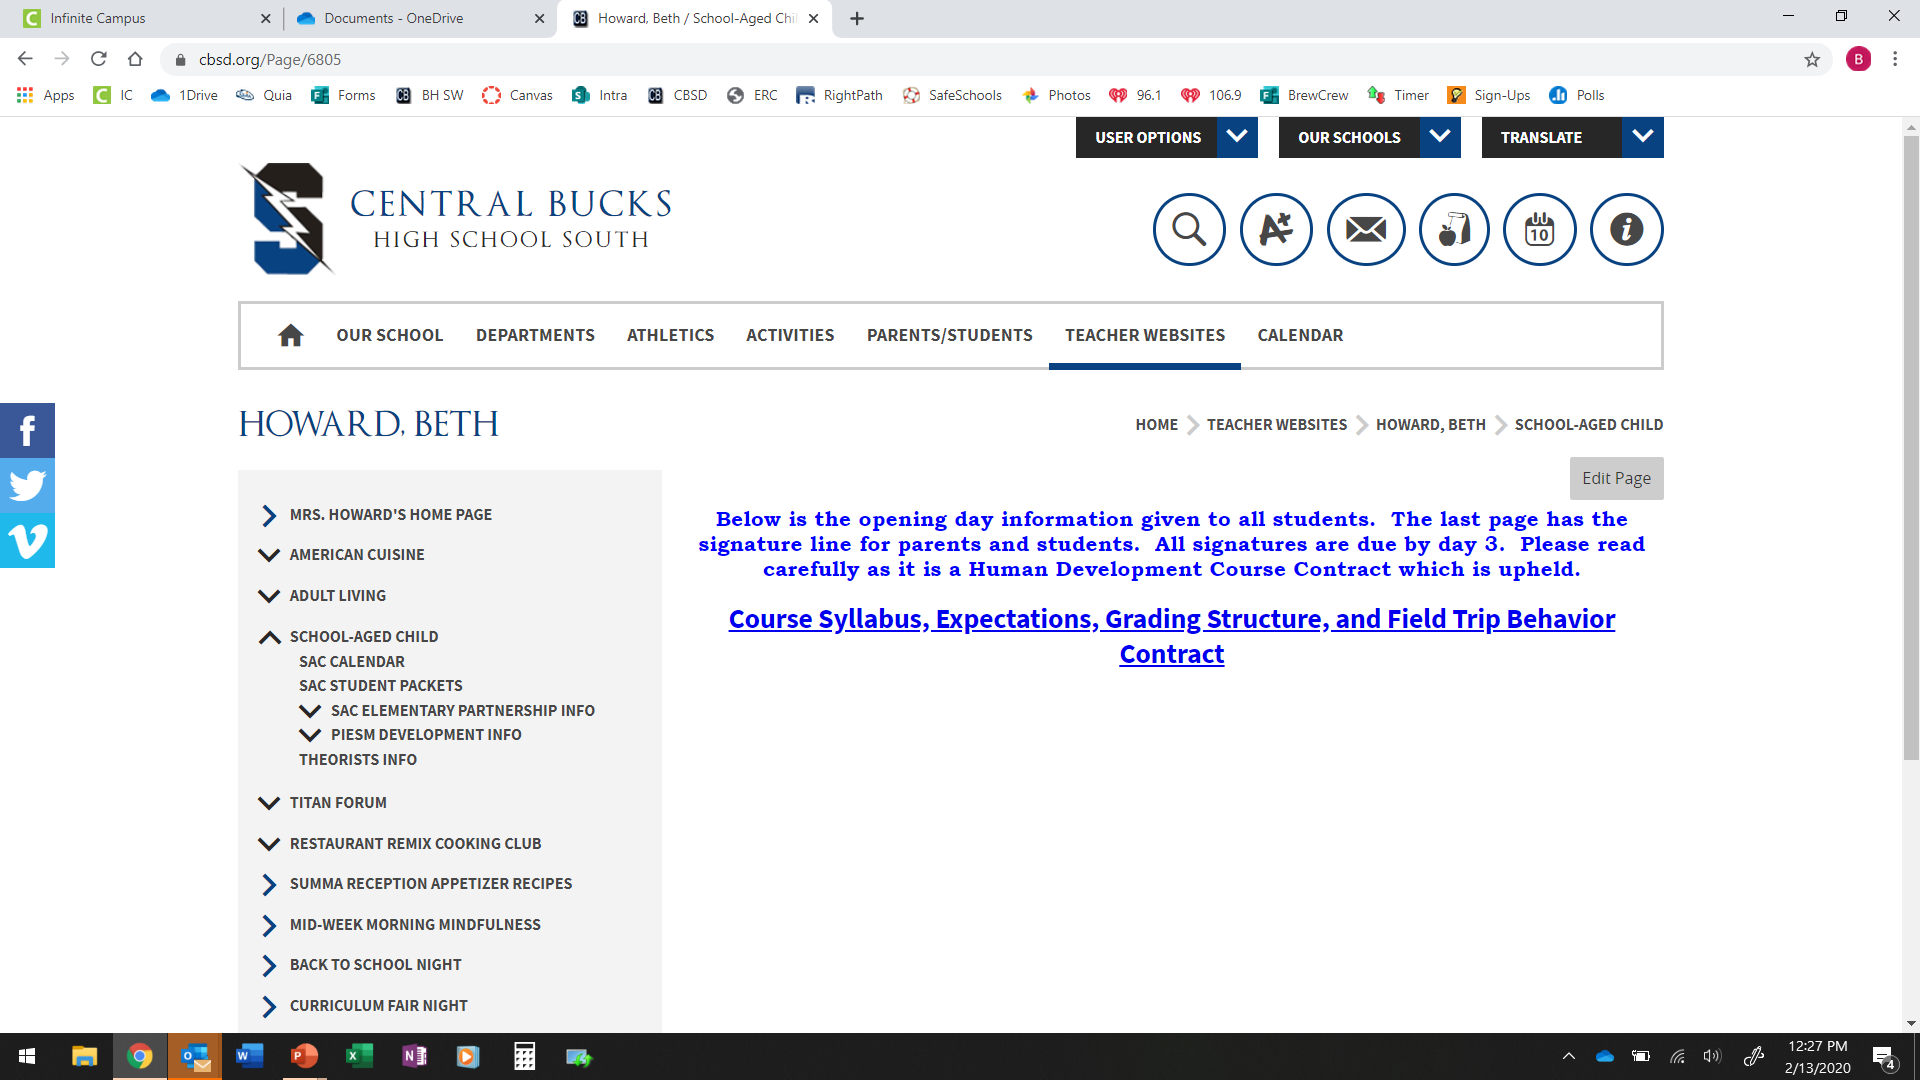 Infinite Campus
Documents - OneDrive
Howard, Beth / School-Aged Chil
cbsd.org/Page/6805
B
Apps IC 1Drive Quia Forms BH SW Canvas Intra CBSD ERC RightPath SafeSchools Photos 96.1 106.9 BrewCrew Timer Sign-Ups Polls
USER OPTIONS OUR SCHOOLS TRANSLATE
CENTRAL BUCKS
HIGH SCHOOL SOUTH
A+ 10 i
OUR SCHOOL DEPARTMENTS ATHLETICS ACTIVITIES PARENTS/STUDENTS TEACHER WEBSITES CALENDAR
HOWARD, BETH
HOME TEACHER WEBSITES HOWARD, BETH SCHOOL-AGED CHILD
Edit Page
MRS. HOWARD'S HOME PAGE
AMERICAN CUISINE
ADULT LIVING
SCHOOL-AGED CHILD
SAC CALENDAR
SAC STUDENT PACKETS
SAC ELEMENTARY PARTNERSHIP INFO
PIESM DEVELOPMENT INFO
THEORISTS INFO
TITAN FORUM
RESTAURANT REMIX COOKING CLUB
SUMMA RECEPTION APPETIZER RECIPES
MID-WEEK MORNING MINDFULNESS
BACK TO SCHOOL NIGHT
CURRICULUM FAIR NIGHT
Below is the opening day information given to all students. The last page has the
signature line for parents and students. All signatures are due by day 3. Please read
carefully as it is a Human Development Course Contract which is upheld.
Course Syllabus, Expectations, Grading Structure, and Field Trip Behavior
Contract
12:27 PM
2/13/2020
4